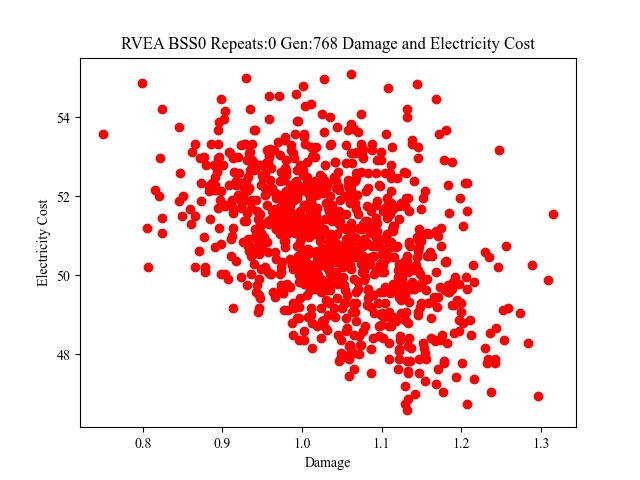 RVEA BSS0 Repeats:0 Gen:768 Damage and Electricity Cost
54
52
50
48
Electricity Cost
0.8 0.9 1.0 1.1 1.2 1.3
Damage